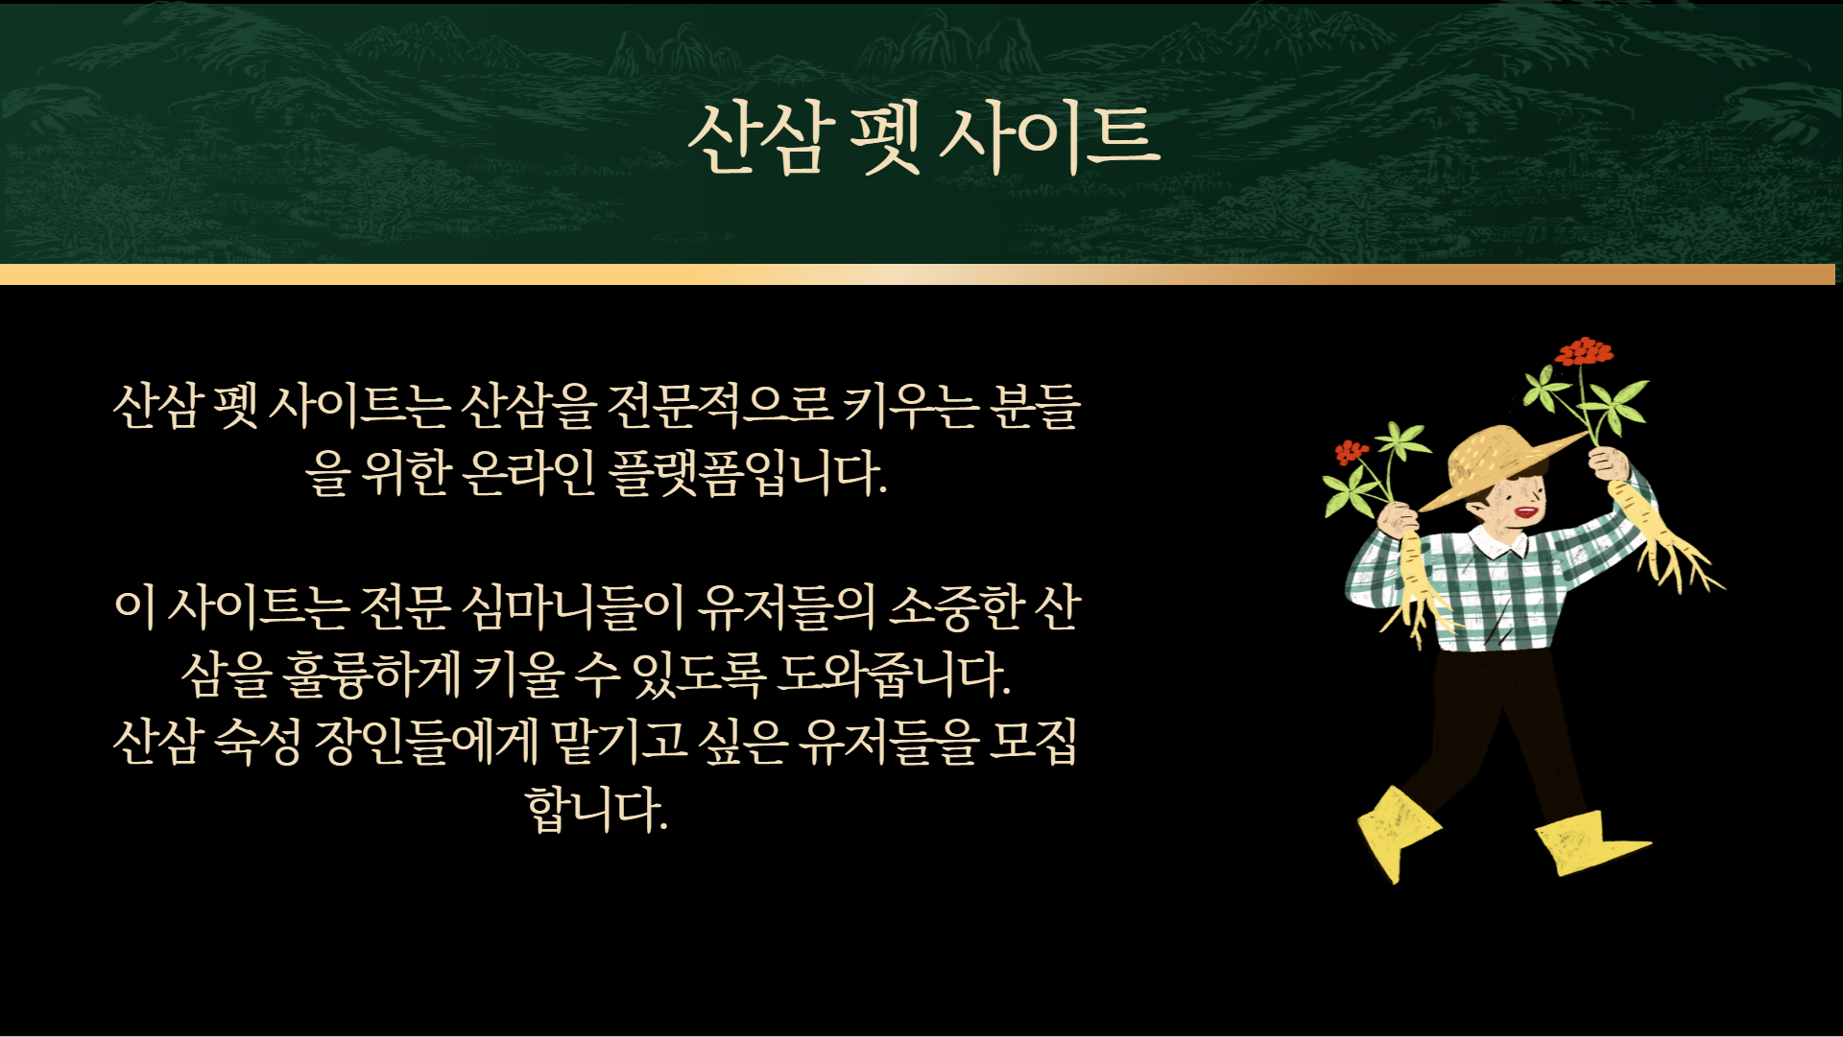 산삼 펫 사이트
산삼 펫 사이트는 산삼을 전문적으로 키우는 분들
을 위한 온라인 플랫폼입니다.
이 사이트는 전문 심마니들이 유저들의 소중한 산
삼을 훌륭하게 키울 수 있도록 도와줍니다.
산삼 숙성 장인들에게 맡기고 싶은 유저들을 모집
합니다.